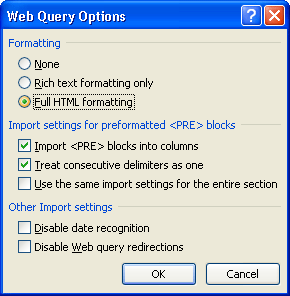 Web Query Options
Formatting
None
Rich text formatting only
Full HTML formatting
Import settings for preformatted <PRE> blocks
Import <PRE> blocks into columns
Treat consecutive delimiters as one
Use the same import settings for the entire section
Other Import settings
Disable date recognition
Disable Web query redirections
OK Cancel